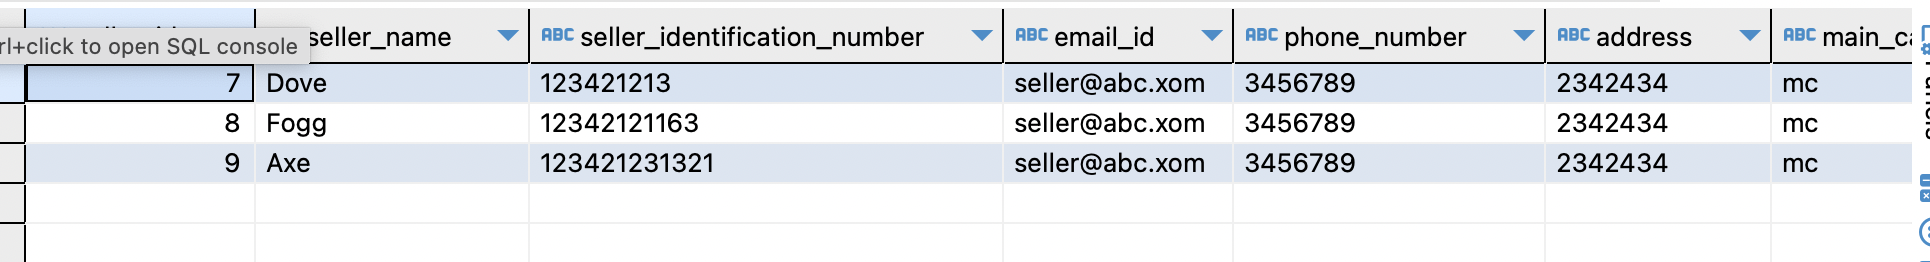 rl+click to open SQL console
seller_name ABC seller_identification_number ABC email_id ABC phone_number ABC address ABC main_ca
7 Dove 123421213 seller@abc.xom 3456789 2342434 mc
8 Fogg 12342121163 seller@abc.xom 3456789 2342434 mc
9 Axe 123421231321 seller@abc.xom 3456789 2342434 mc